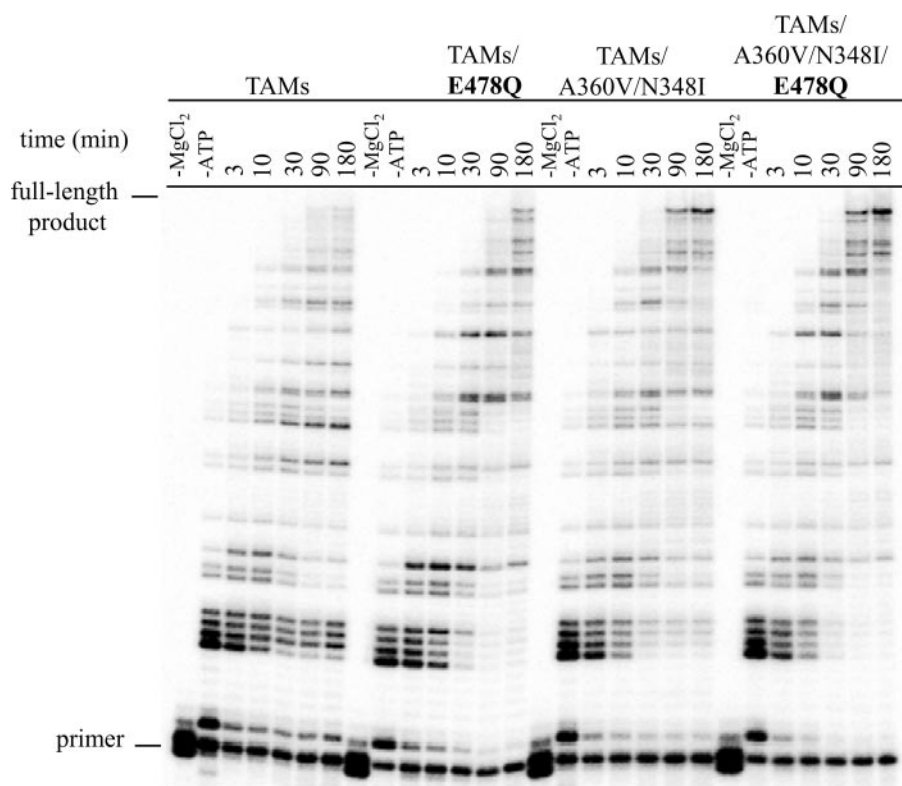 TAMs
TAMs/
E478Q
TAMs/
A360V/N348I
TAMs/
A360V/N348I/
E478Q
time (min)
-MgCl₂ -ATP 3 10 30 90 180 -MgCl₂ -ATP 3 10 30 90 180 -MgCl₂ -ATP 3 10 30 90 180 -MgCl₂ -ATP 3 10 30 90 180
full-length
product
primer